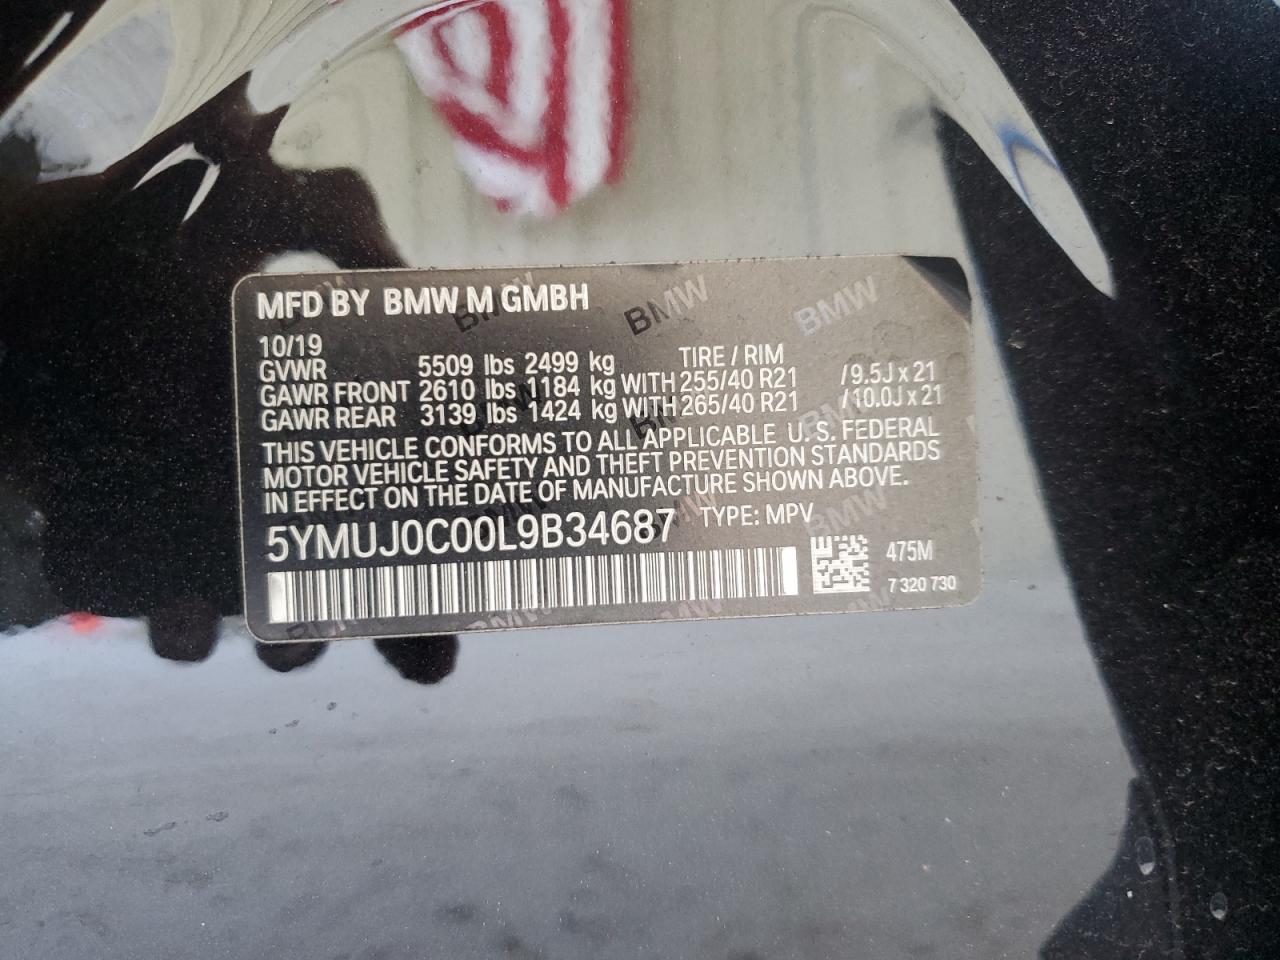 MFD BY BMW M GMBH
10/19
GVWR 5509 lbs 2499 kg TIRE / RIM
GAWR FRONT 2610 lbs 1184 kg WITH 255/40 R21 /9.5J x 21
GAWR REAR 3139 lbs 1424 kg WITH 265/40 R21 /10.0J x 21
THIS VEHICLE CONFORMS TO ALL APPLICABLE U. S. FEDERAL
MOTOR VEHICLE SAFETY AND THEFT PREVENTION STANDARDS
IN EFFECT ON THE DATE OF MANUFACTURE SHOWN ABOVE.
5YMUJ0C00L9B34687 TYPE: MPV
475M
7 320 730